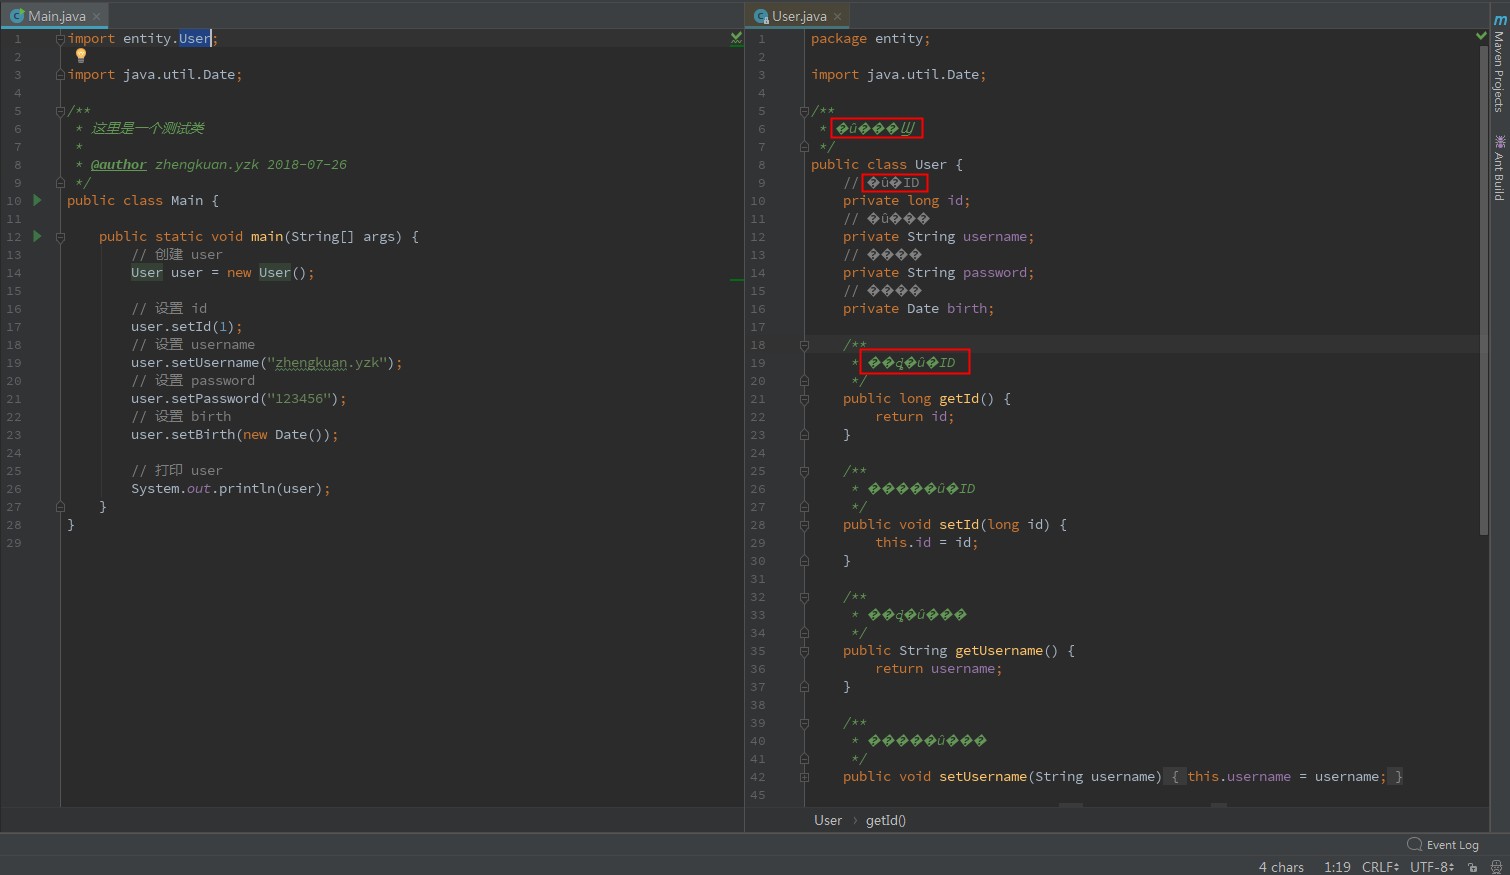 Main.java
1 import entity.User;
2
3 import java.util.Date;
4
5 /**
6 * 这里是一个测试类
7 *
8 * @author zhengkuan.yzk 2018-07-26
9 */
10 public class Main {
11
12 public static void main(String[] args) {
13 // 创建 user
14 User user = new User();
15
16 // 设置 id
17 user.setId(1);
18 // 设置 username
19 user.setUsername("zhengkuan.yzk");
20 // 设置 password
21 user.setPassword("123456");
22 // 设置 birth
23 user.setBirth(new Date());
24
25 // 打印 user
26 System.out.println(user);
27 }
28 }
29
User.java
1 package entity;
2
3 import java.util.Date;
4
5 /**
6 * �û���Ϣ
7 */
8 public class User {
9 // �û�ID
10 private long id;
11 // �û���
12 private String username;
13 // ����
14 private String password;
15 // ����
16 private Date birth;
17
18 /**
19 * ��ȡ�û�ID
20 */
21 public long getId() {
22 return id;
23 }
24
25 /**
26 * �����û�ID
27 */
28 public void setId(long id) {
29 this.id = id;
30 }
31
32 /**
33 * ��ȡ�û���
34 */
35 public String getUsername() {
36 return username;
37 }
38
39 /**
40 * �����û���
41 */
42 public void setUsername(String username) { this.username = username; }
45
User › getId()
Maven Projects
Ant Build
Event Log
4 chars 1:19 CRLF UTF-8